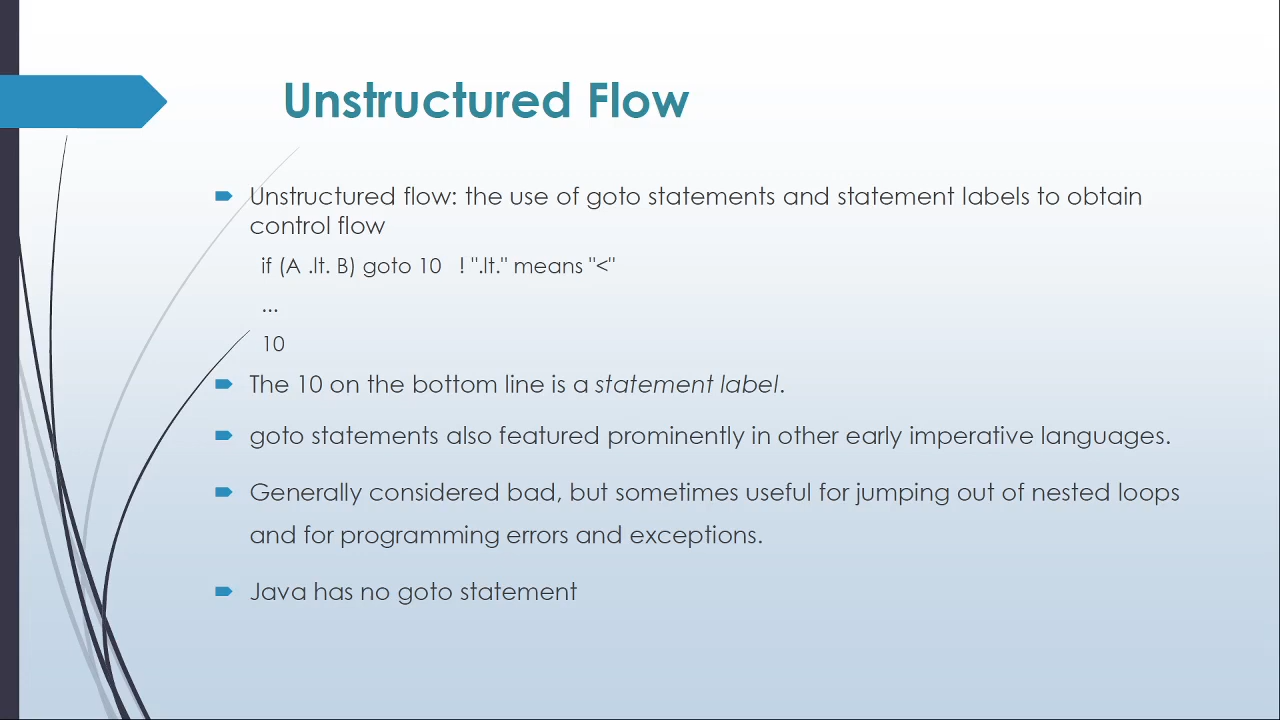 Unstructured Flow
Unstructured flow: the use of goto statements and statement labels to obtain
control flow
if (A .lt. B) goto 10   ! ".lt." means "<"
...
10
The 10 on the bottom line is a statement label.
goto statements also featured prominently in other early imperative languages.
Generally considered bad, but sometimes useful for jumping out of nested loops
and for programming errors and exceptions.
Java has no goto statement